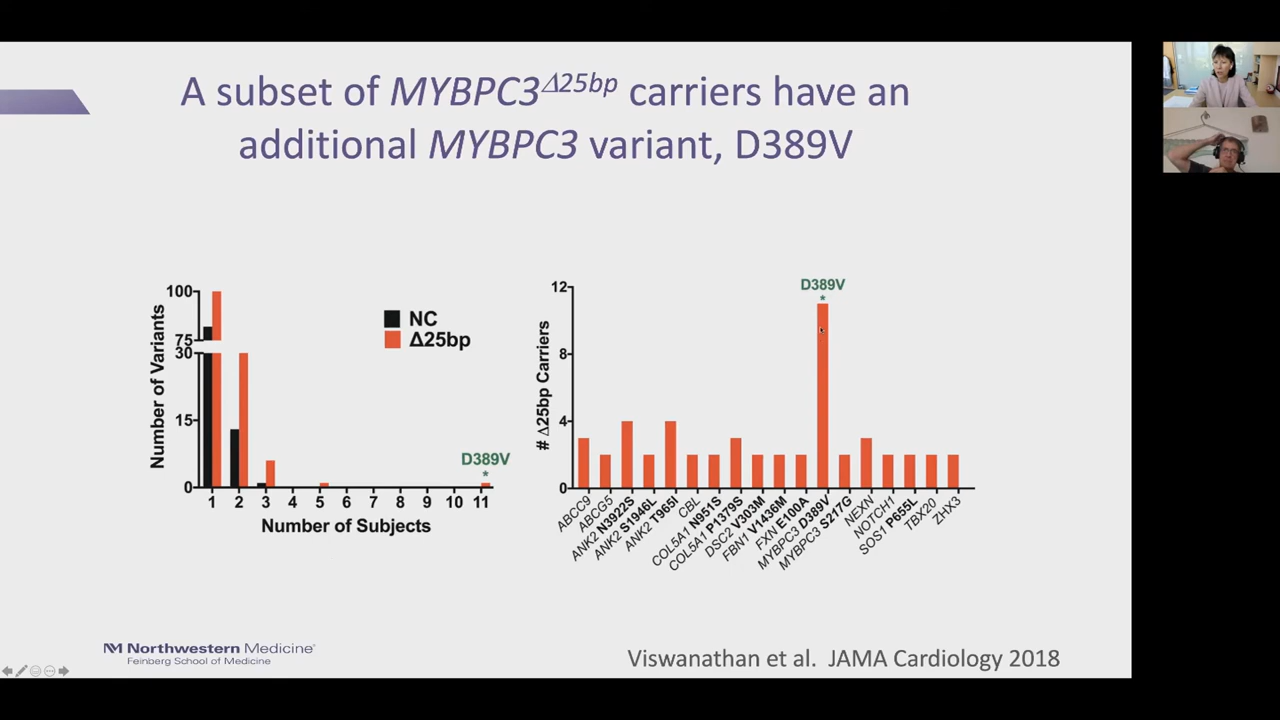 A subset of MYBPC3Δ25bp carriers have an
additional MYBPC3 variant, D389V
Number of Variants
100
75
30
15
0
NC
Δ25bp
D389V
*
1 2 3 4 5 6 7 8 9 10 11
Number of Subjects
# Δ25bp Carriers
12
8
4
0
D389V
*
ABCC9
ABCG5
ANK2 N3922S
ANK2 S1946L
ANK2 T965I
CBL
COL5A1 N951S
COL5A1 P1379S
DSC2 V303M
FBN1 V1436M
FXN E100A
MYBPC3 D389V
MYBPC3 S217G
NEXN
NOTCH1
SOS1 P655L
TBX20
ZHX3
Northwestern Medicine®
Feinberg School of Medicine
Viswanathan et al. JAMA Cardiology 2018